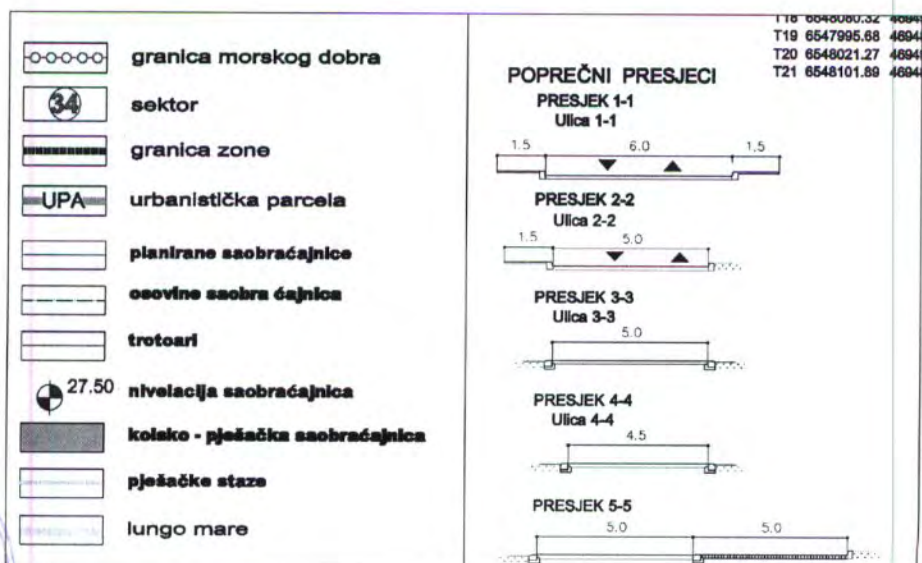 granica morskog dobra
34
sektor
granica zone
UPA
urbanistička parcela
planirane saobraćajnice
osovine saobra ćajnica
trotoari
27.50
nivelacija saobraćajnica
kolsko - pješačka saobraćajnica
pješačke staze
lungo mare
T18 6548080.32
T19 6547995.68
T20 6548021.27
T21 6548101.89
POPREČNI PRESJECI
PRESJEK 1-1
Ulica 1-1
1.5 6.0 1.5
PRESJEK 2-2
Ulica 2-2
1.5 5.0
PRESJEK 3-3
Ulica 3-3
5.0
PRESJEK 4-4
Ulica 4-4
4.5
PRESJEK 5-5
5.0 5.0